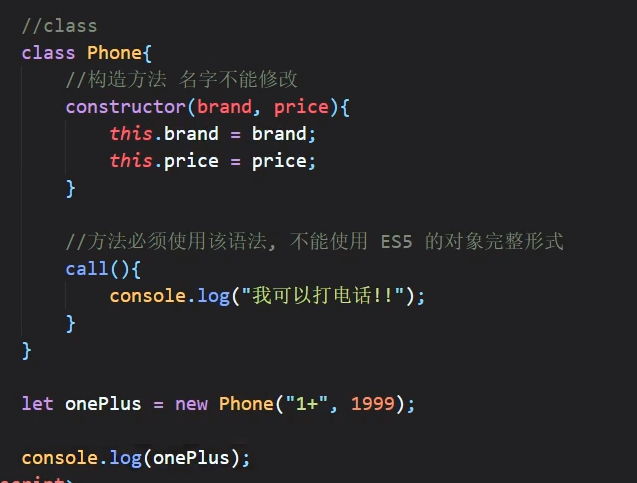 //class
class Phone{
//构造方法 名字不能修改
constructor(brand, price){
this.brand = brand;
this.price = price;
}
//方法必须使用该语法, 不能使用 ES5 的对象完整形式
call(){
console.log("我可以打电话!!");
}
}
let onePlus = new Phone("1+", 1999);
console.log(onePlus);
script>